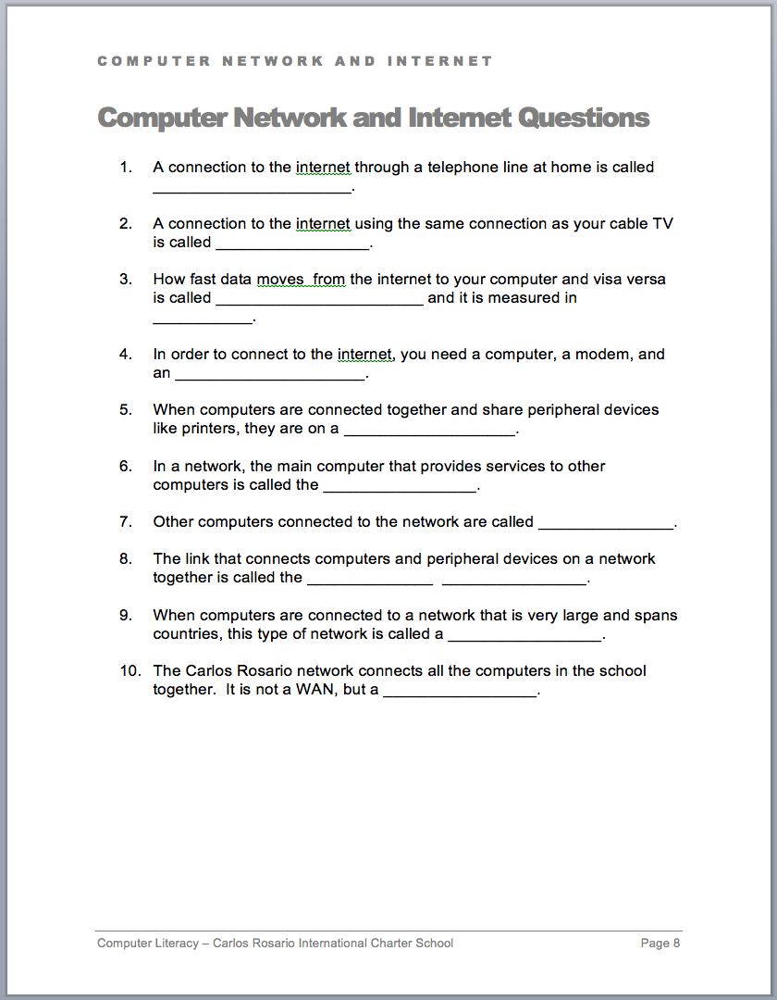 COMPUTER NETWORK AND INTERNET
Computer Network and Internet Questions
1. A connection to the internet through a telephone line at home is called
_______________________.
2. A connection to the internet using the same connection as your cable TV
is called __________________.
3. How fast data moves  from the internet to your computer and visa versa
is called ________________________ and it is measured in
____________.
4. In order to connect to the internet, you need a computer, a modem, and
an ______________________.
5. When computers are connected together and share peripheral devices
like printers, they are on a ____________________.
6. In a network, the main computer that provides services to other
computers is called the __________________.
7. Other computers connected to the network are called ________________.
8. The link that connects computers and peripheral devices on a network
together is called the _______________  _________________.
9. When computers are connected to a network that is very large and spans
countries, this type of network is called a __________________.
10. The Carlos Rosario network connects all the computers in the school
together.  It is not a WAN, but a __________________.
Computer Literacy – Carlos Rosario International Charter School Page 8